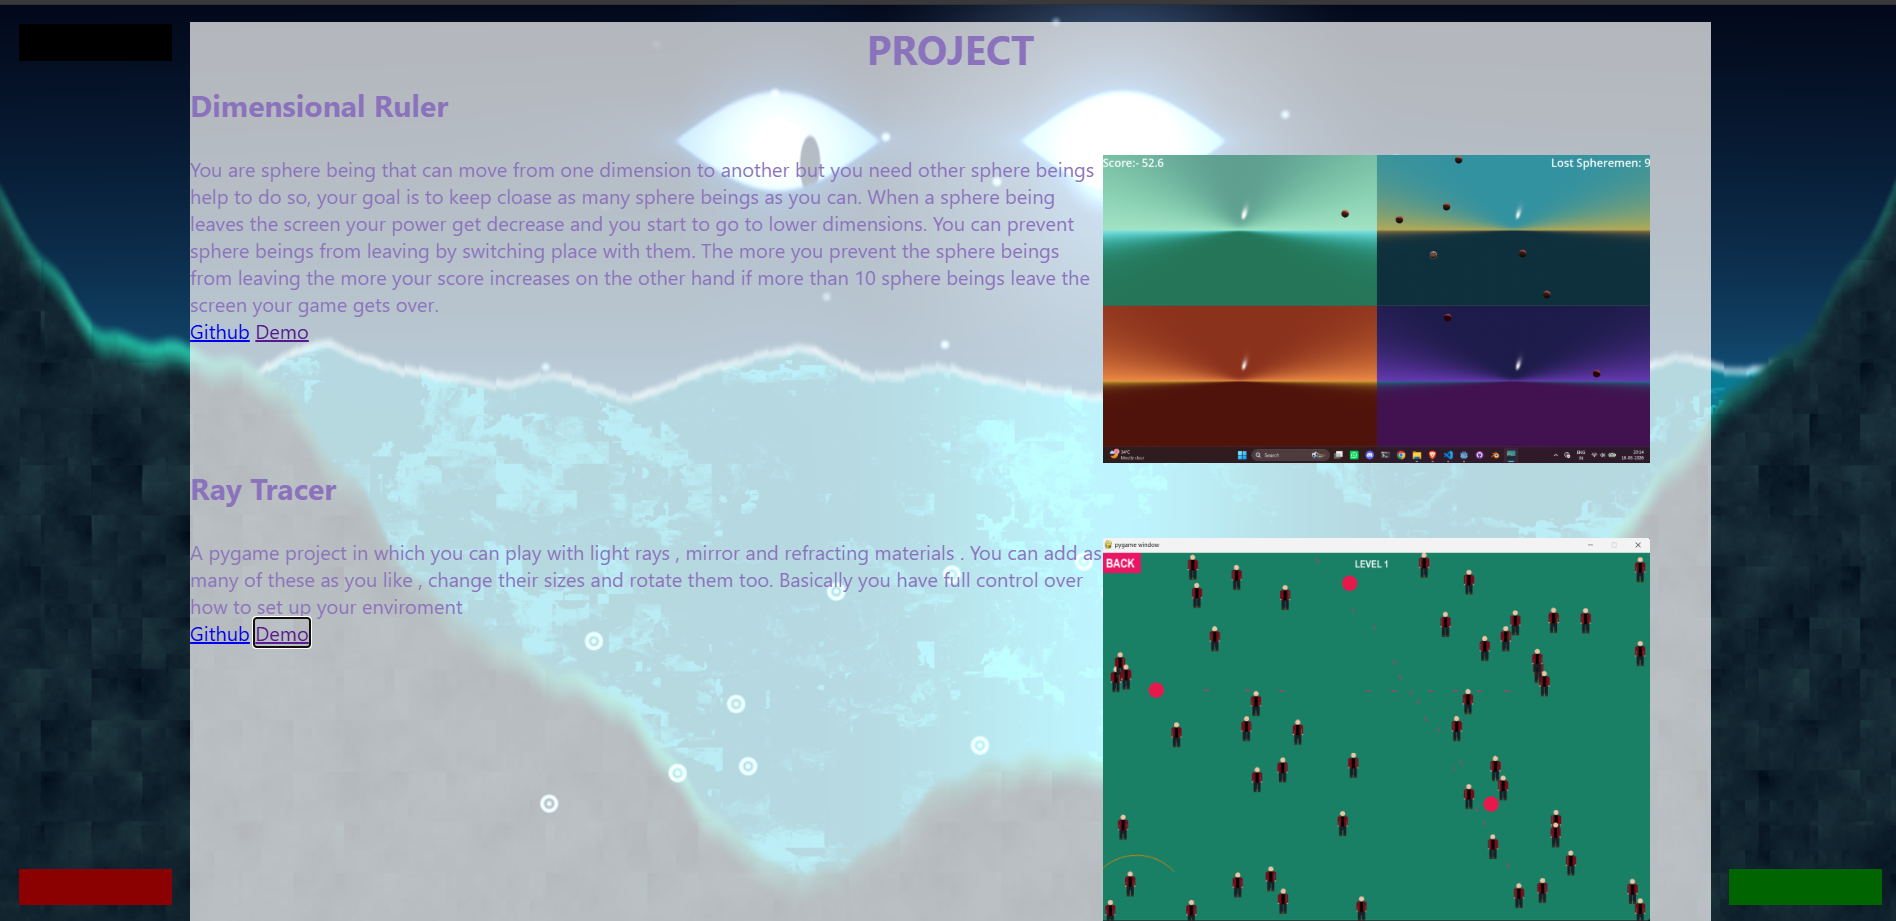 PROJECT
Dimensional Ruler
You are sphere being that can move from one dimension to another but you need other sphere beings
help to do so, your goal is to keep cloase as many sphere beings as you can. When a sphere being
leaves the screen your power get decrease and you start to go to lower dimensions. You can prevent
sphere beings from leaving by switching place with them. The more you prevent the sphere beings
from leaving the more your score increases on the other hand if more than 10 sphere beings leave the
screen your game gets over.
Github Demo
Score:- 52.6
Lost Spheremen: 9
Search
Ray Tracer
A pygame project in which you can play with light rays , mirror and refracting materials . You can add as
many of these as you like , change their sizes and rotate them too. Basically you have full control over
how to set up your enviroment
Github Demo
pygame window
BACK
LEVEL 1